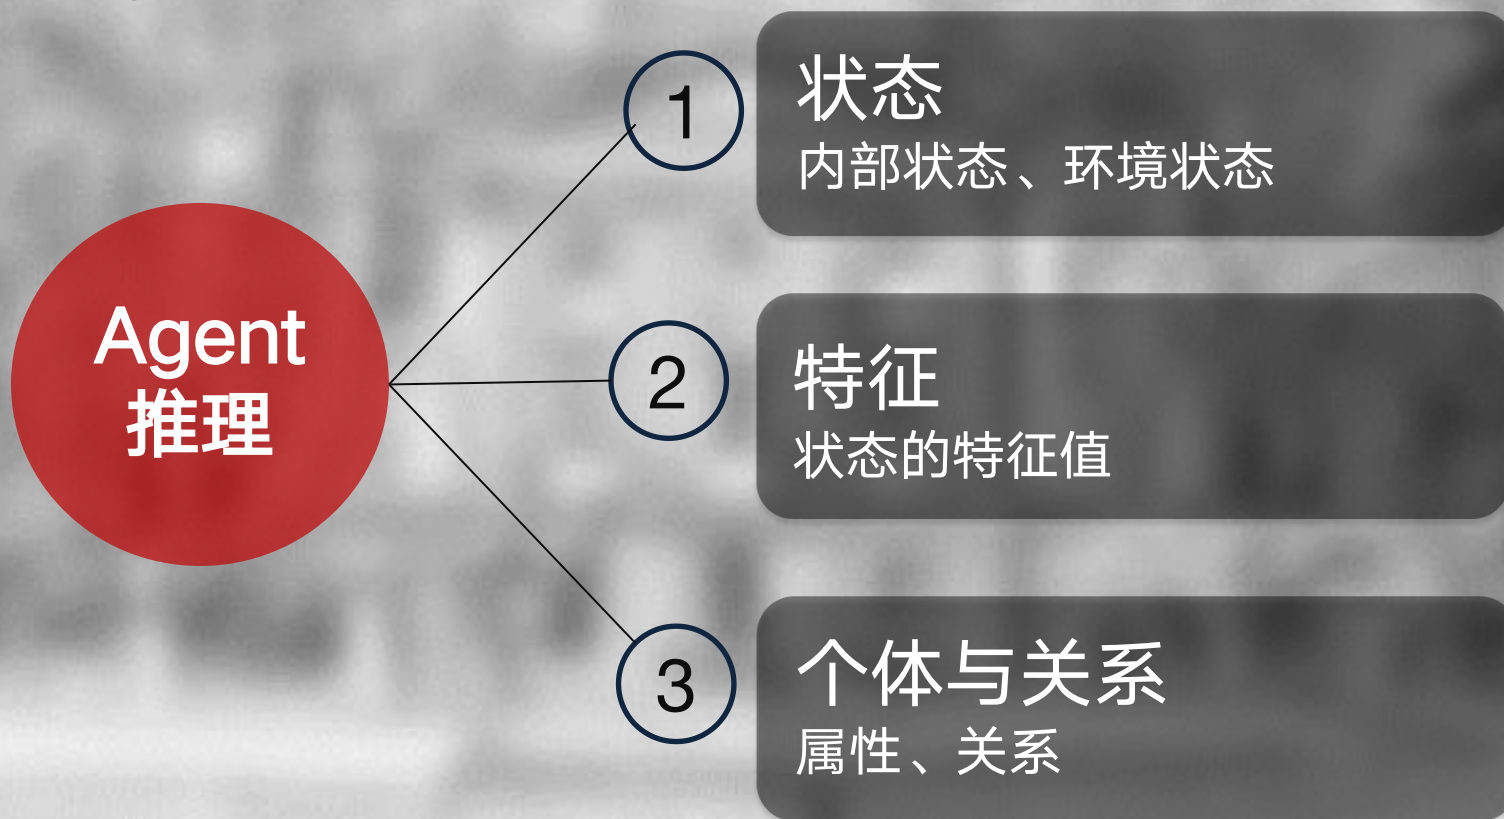 Agent
推理
1
状态
内部状态、环境状态
2
特征
状态的特征值
3
个体与关系
属性、关系